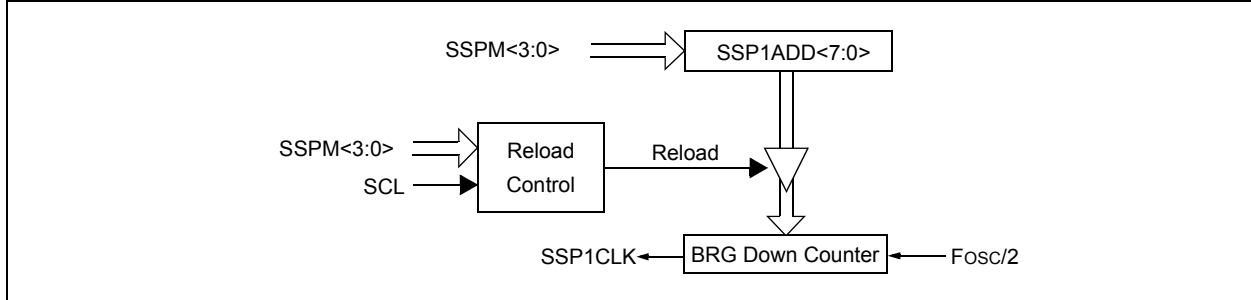 SSPM<3:0>
SSP1ADD<7:0>
SSPM<3:0>
SCL
Reload
Control
Reload
SSP1CLK
BRG Down Counter
FOSC/2